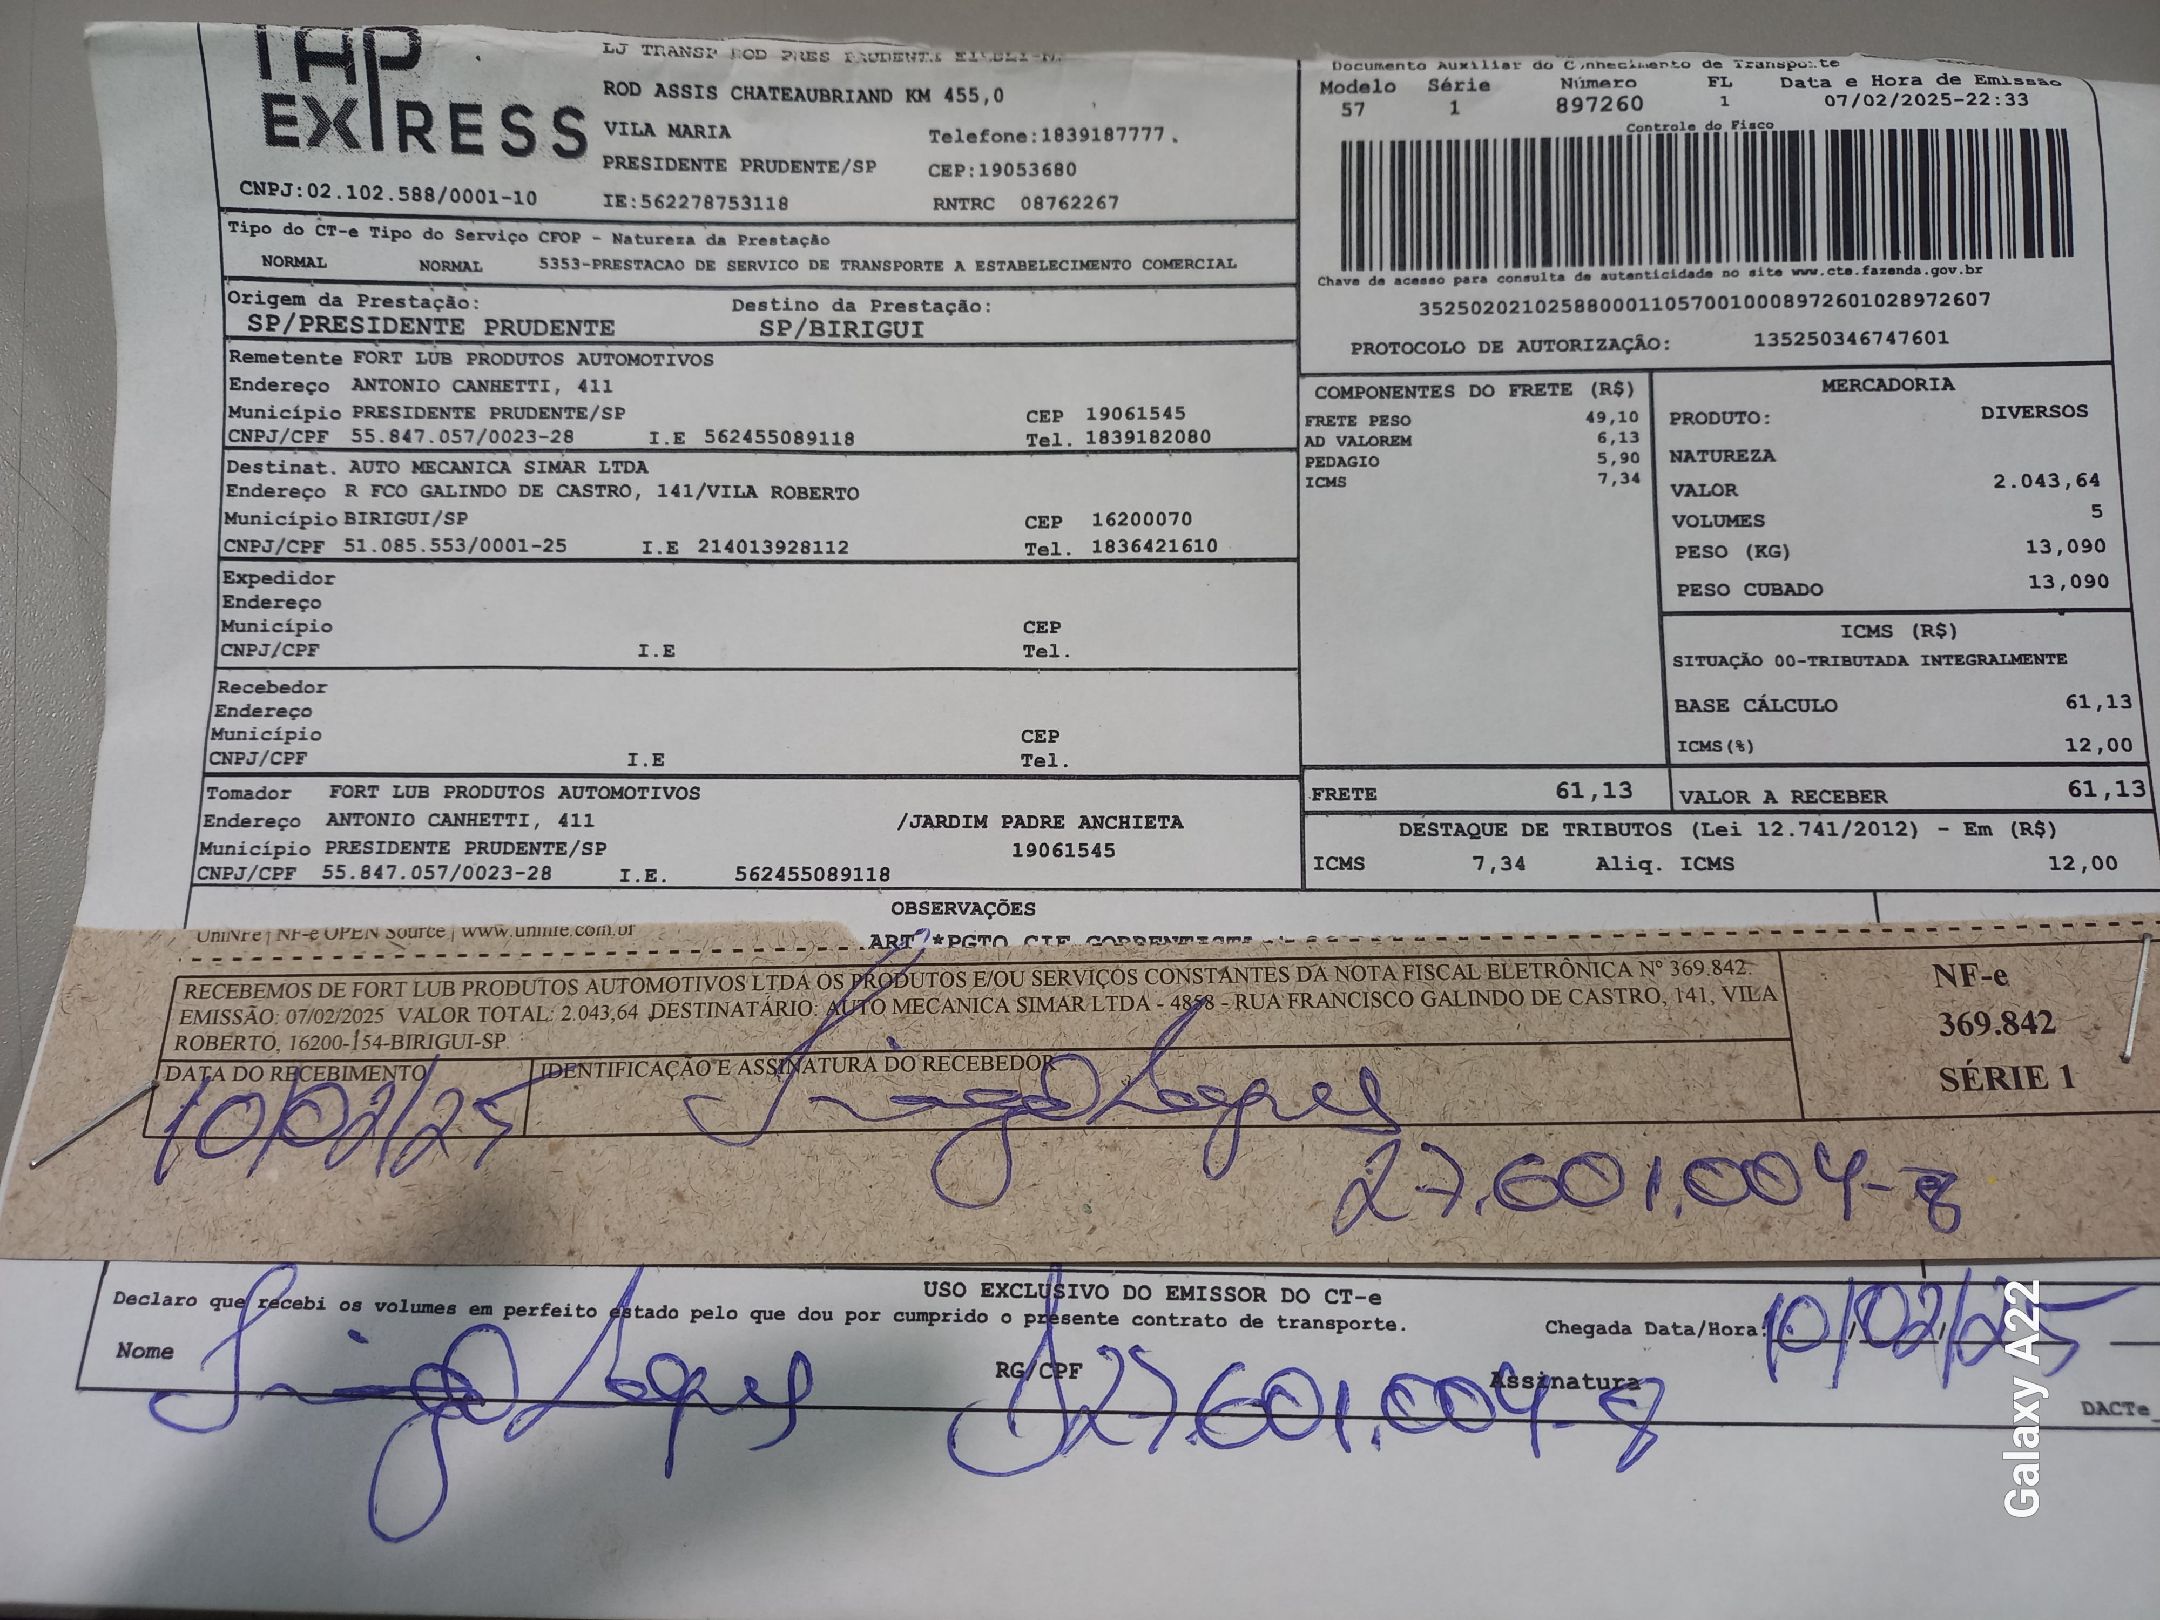 TAP
EXPRESS
CNPJ:02.102.588/0001-10
LJ TRANSP ROD PRES PRUDENTE EIRELI-
ROD ASSIS CHATEAUBRIAND KM 455,0
VILA MARIA Telefone:1839187777.
PRESIDENTE PRUDENTE/SP CEP:19053680
IE:562278753118 RNTRC 08762267
Documento Auxiliar do Conhecimento de Transporte
Modelo Série Número FL Data e Hora de Emissão
57 1 897260 1 07/02/2025-22:33
Controle do Fisco
Chave de acesso para consulta de autenticidade no site www.cte.fazenda.gov.br
35250202102588000110570010008972601028972607
PROTOCOLO DE AUTORIZAÇÃO: 135250346747601
Tipo do CT-e Tipo do Serviço CFOP - Natureza da Prestação
NORMAL NORMAL 5353-PRESTACAO DE SERVICO DE TRANSPORTE A ESTABELECIMENTO COMERCIAL
Origem da Prestação: Destino da Prestação:
SP/PRESIDENTE PRUDENTE SP/BIRIGUI
Remetente FORT LUB PRODUTOS AUTOMOTIVOS
Endereço ANTONIO CANHETTI, 411
Município PRESIDENTE PRUDENTE/SP CEP 19061545
CNPJ/CPF 55.847.057/0023-28 I.E 562455089118 Tel. 1839182080
Destinat. AUTO MECANICA SIMAR LTDA
Endereço R FCO GALINDO DE CASTRO, 141/VILA ROBERTO
Município BIRIGUI/SP CEP 16200070
CNPJ/CPF 51.085.553/0001-25 I.E 214013928112 Tel. 1836421610
Expedidor
Endereço
Município CEP
CNPJ/CPF I.E Tel.
Recebedor
Endereço
Município CEP
CNPJ/CPF I.E Tel.
Tomador FORT LUB PRODUTOS AUTOMOTIVOS
Endereço ANTONIO CANHETTI, 411 /JARDIM PADRE ANCHIETA
Município PRESIDENTE PRUDENTE/SP 19061545
CNPJ/CPF 55.847.057/0023-28 I.E. 562455089118
COMPONENTES DO FRETE (R$)
FRETE PESO 49,10
AD VALOREM 6,13
PEDAGIO 5,90
ICMS 7,34
MERCADORIA
PRODUTO: DIVERSOS
NATUREZA
VALOR 2.043,64
VOLUMES 5
PESO (KG) 13,090
PESO CUBADO 13,090
ICMS (R$)
SITUAÇÃO 00-TRIBUTADA INTEGRALMENTE
BASE CÁLCULO 61,13
ICMS(%) 12,00
FRETE 61,13 VALOR A RECEBER 61,13
DESTAQUE DE TRIBUTOS (Lei 12.741/2012) - Em (R$)
ICMS 7,34 Aliq. ICMS 12,00
OBSERVAÇÕES
UniNFe | NF-e OPEN Source | www.uninfe.com.br
ART *PGTO CIF CORRENTISTA
RECEBEMOS DE FORT LUB PRODUTOS AUTOMOTIVOS LTDA OS PRODUTOS E/OU SERVIÇOS CONSTANTES DA NOTA FISCAL ELETRÔNICA Nº 369.842.
EMISSÃO: 07/02/2025 VALOR TOTAL: 2.043,64 DESTINATÁRIO: AUTO MECANICA SIMAR LTDA - 4858 - RUA FRANCISCO GALINDO DE CASTRO, 141, VILA
ROBERTO, 16200-154-BIRIGUI-SP
NF-e
369.842
SÉRIE 1
DATA DO RECEBIMENTO IDENTIFICAÇÃO E ASSINATURA DO RECEBEDOR
10/02/25
27.601.004-8
USO EXCLUSIVO DO EMISSOR DO CT-e
Declaro que recebi os volumes em perfeito estado pelo que dou por cumprido o presente contrato de transporte.
Chegada Data/Hora: 10/02/25
Nome RG/CPF 27.601.004-8 Assinatura
DACTe_
Galaxy A22